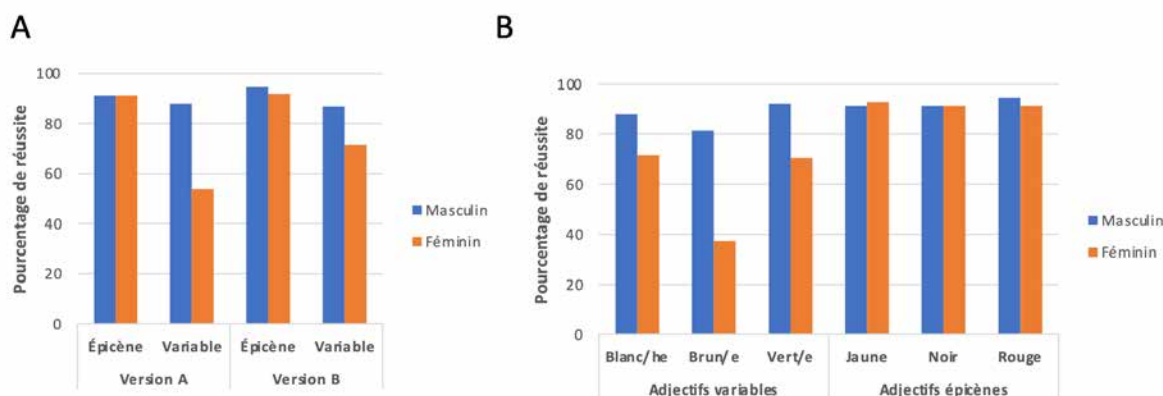 A
Pourcentage de réussite
100
80
60
40
20
0
Épicène Variable Épicène Variable
Version A Version B
Masculin
Féminin
B
Pourcentage de réussite
100
80
60
40
20
0
Blanc/he Brun/e Vert/e Jaune Noir Rouge
Adjectifs variables Adjectifs épicènes
Masculin
Féminin